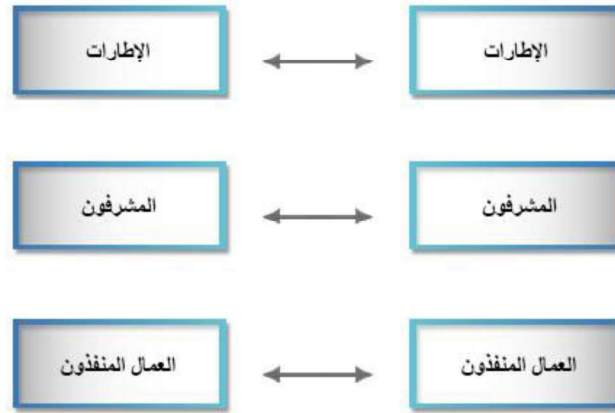 الإطارات
الإطارات
المشرفون
المشرفون
العمال المنفذون
العمال المنفذون